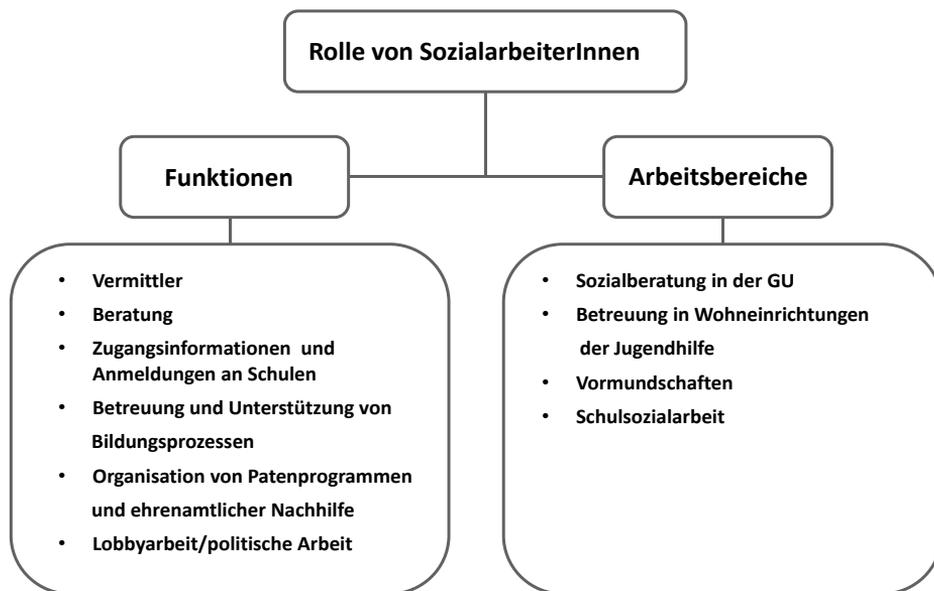 Rolle von SozialarbeiterInnen
Funktionen
Arbeitsbereiche
• Vermittler
• Beratung
• Zugangsinformationen und
Anmeldungen an Schulen
• Betreuung und Unterstützung von
Bildungsprozessen
• Organisation von Patenprogrammen
und ehrenamtlicher Nachhilfe
• Lobbyarbeit/politische Arbeit
• Sozialberatung in der GU
• Betreuung in Wohneinrichtungen
der Jugendhilfe
• Vormundschaften
• Schulsozialarbeit